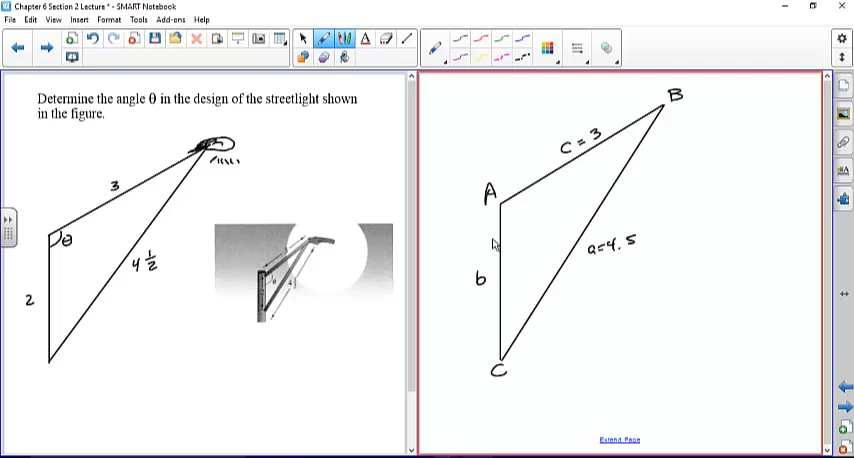 Chapter 6 Section 2 Lecture * - SMART Notebook
File Edit View Insert Format Tools Add-ons Help
Determine the angle θ in the design of the streetlight shown
in the figure.
3
θ
4 1/2
2
B
c = 3
A
a=4.5
b
C
Extend Page